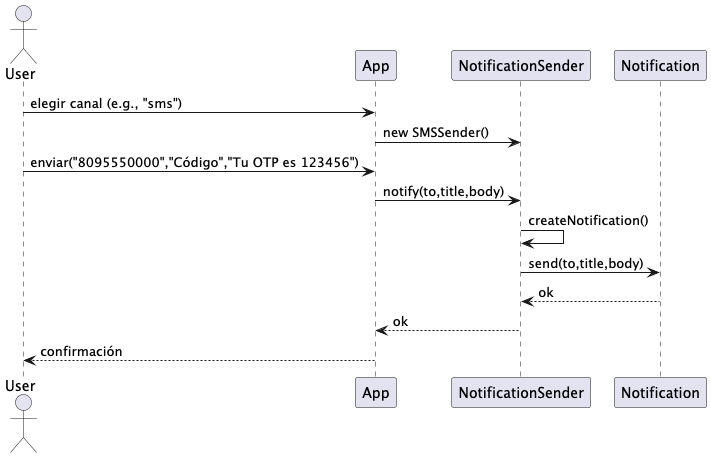 User
App
NotificationSender
Notification
elegir canal (e.g., "sms")
new SMSSender()
enviar("8095550000","Código","Tu OTP es 123456")
notify(to,title,body)
createNotification()
send(to,title,body)
ok
ok
confirmación
User
App
NotificationSender
Notification